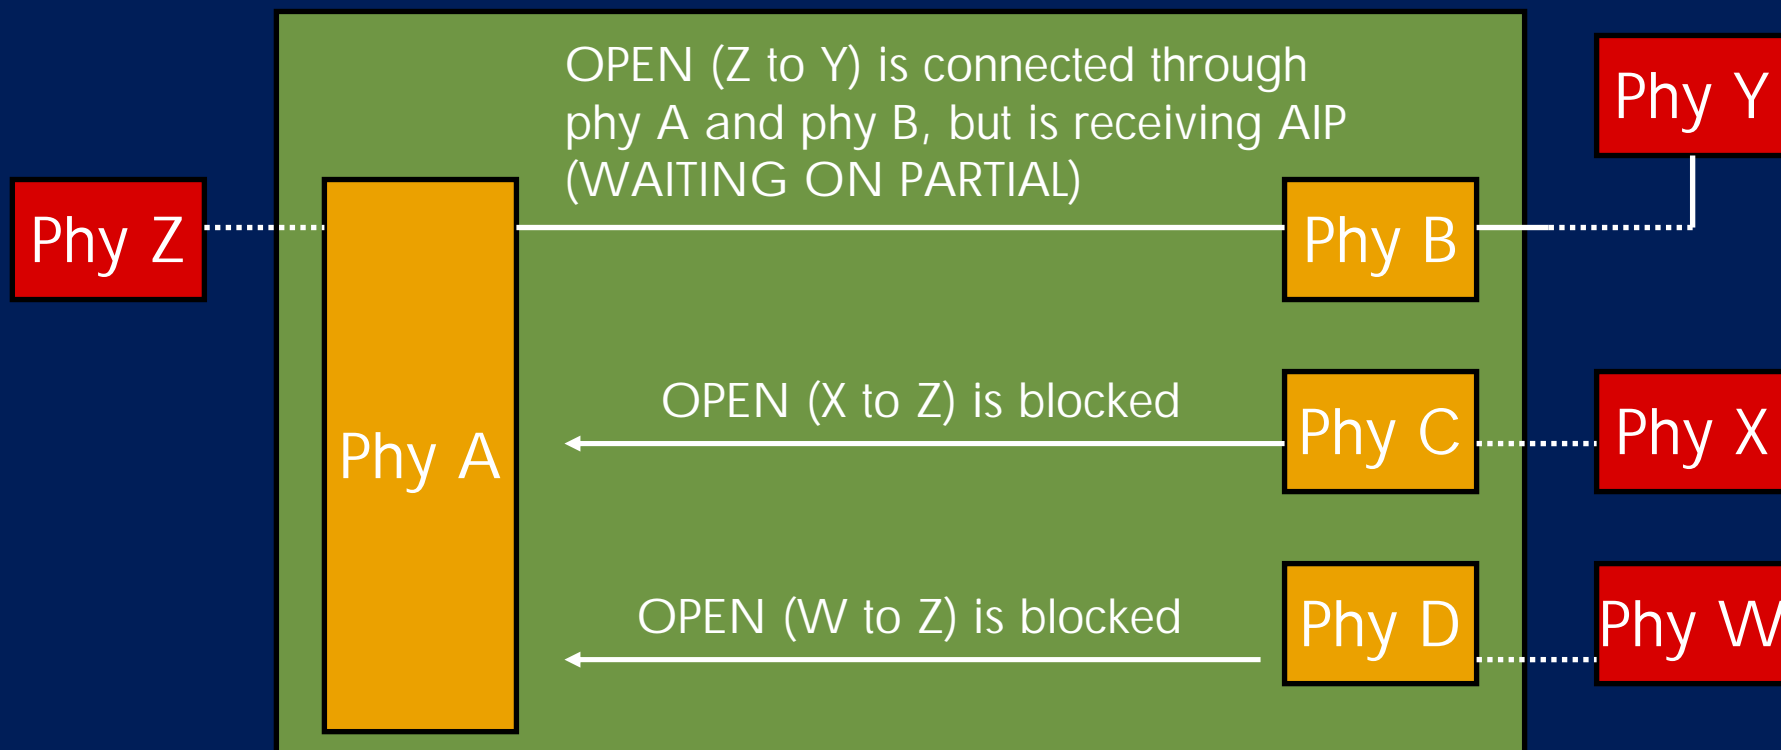 OPEN (Z to Y) is connected through
phy A and phy B, but is receiving AIP
(WAITING ON PARTIAL)
Phy Y
Phy Z
Phy B
OPEN (X to Z) is blocked
Phy A
Phy C
Phy X
OPEN (W to Z) is blocked
Phy D
Phy W